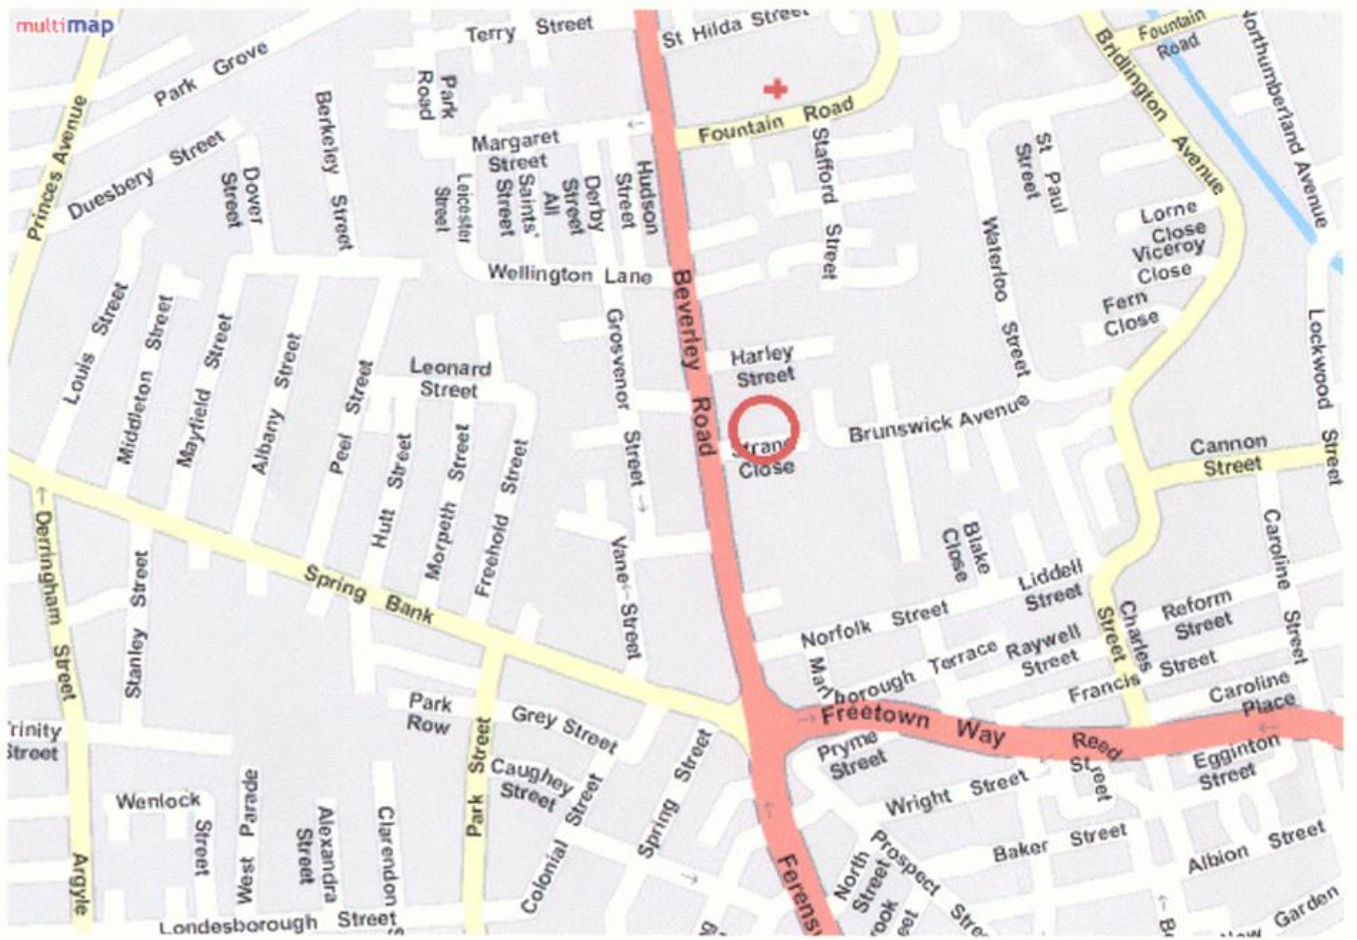 multimap
Terry Street
St Hilda Street
Fountain
Road
Northumberland Avenue
Park Grove
Park
Road
Berkeley Street
Bridlington Avenue
Princes Avenue
Duesbery Street
Dover
Street
Margaret
Street
Fountain Road
Stafford Street
St Paul
Street
Leicester
Street
Saints'
Street
All
Derby
Street
Hudson
Street
Lorne
Close
Viceroy
Close
Fern
Close
Wellington Lane
Beverley Road
Waterloo Street
Lockwood Street
Louis Street
Middleton Street
Mayfield Street
Albany Street
Peel Street
Leonard
Street
Grosvenor Street
Harley
Street
Close
Brunswick Avenue
Cannon
Street
Hutt Street
Morpeth Street
Freehold Street
Derringham Street
Stanley Street
Spring Bank
Vane Street
Blake
Close
Liddell
Street
Caroline Street
Norfolk Street
Charles
Street
Reform
Street
Raywell
Street
Marlborough Terrace
Francis Street
Caroline
Place
Freetown Way
Park
Row
Grey Street
Park Street
Caughey
Street
Colonial Street
Spring Street
Pryme
Street
Reed
Street
Egginton
Street
Wright Street
Baker Street
Albion Street
rinity
Street
Wenlock
Street
West Parade
Alexandra
Street
Clarendon
Argyle
Londesborough Street
Ferens
North
Street
Prospect
ook
Garden